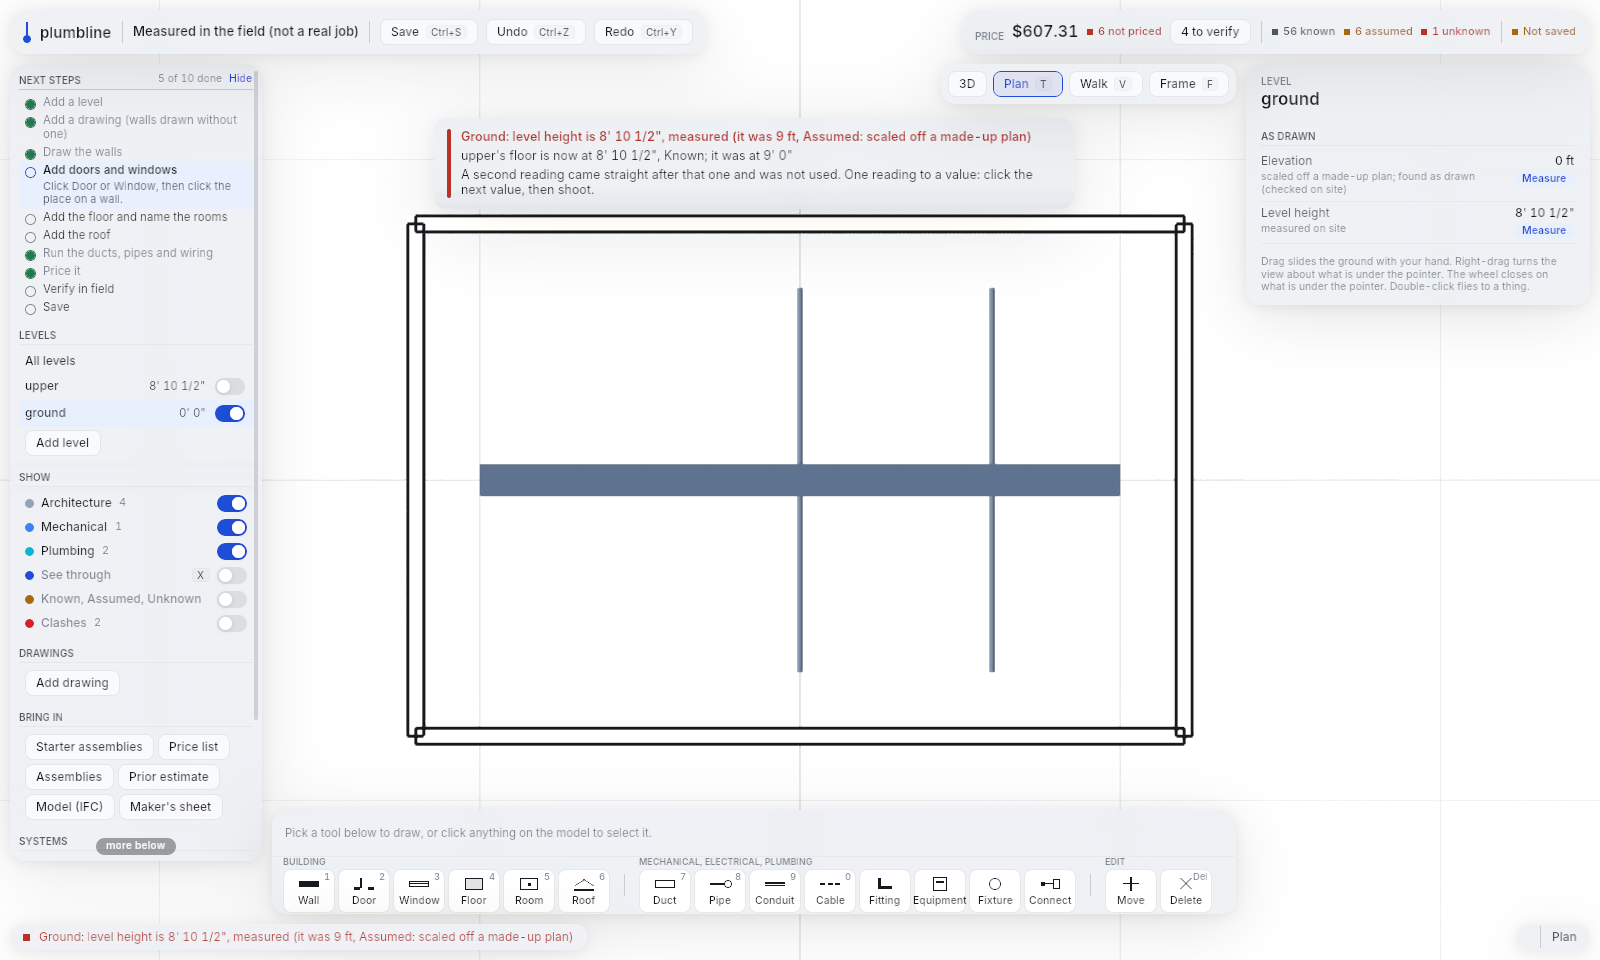 plumbline
Measured in the field (not a real job)
Save Ctrl+S
Undo Ctrl+Z
Redo Ctrl+Y
PRICE $607.31
6 not priced
4 to verify
56 known
6 assumed
1 unknown
Not saved
3D
Plan T
Walk V
Frame F
NEXT STEPS
5 of 10 done Hide
Add a level
Add a drawing (walls drawn without
one)
Draw the walls
Add doors and windows
Click Door or Window, then click the
place on a wall.
Add the floor and name the rooms
Add the roof
Run the ducts, pipes and wiring
Price it
Verify in field
Save
LEVELS
All levels
upper 8' 10 1/2"
ground 0' 0"
Add level
SHOW
Architecture 4
Mechanical 1
Plumbing 2
See through X
Known, Assumed, Unknown
Clashes 2
DRAWINGS
Add drawing
BRING IN
Starter assemblies Price list
Assemblies Prior estimate
Model (IFC) Maker's sheet
SYSTEMS
more below
Ground: level height is 8' 10 1/2", measured (it was 9 ft, Assumed: scaled off a made-up plan)
upper's floor is now at 8' 10 1/2", Known; it was at 9' 0"
A second reading came straight after that one and was not used. One reading to a value: click the
next value, then shoot.
LEVEL
ground
AS DRAWN
Elevation 0 ft
scaled off a made-up plan; found as drawn
(checked on site)
Measure
Level height 8' 10 1/2"
measured on site
Measure
Drag slides the ground with your hand. Right-drag turns the
view about what is under the pointer. The wheel closes on
what is under the pointer. Double-click flies to a thing.
Pick a tool below to draw, or click anything on the model to select it.
BUILDING
1 Wall
2 Door
3 Window
4 Floor
5 Room
6 Roof
MECHANICAL, ELECTRICAL, PLUMBING
7 Duct
8 Pipe
9 Conduit
0 Cable
Fitting
Equipment
Fixture
Connect
EDIT
Move
Del Delete
Ground: level height is 8' 10 1/2", measured (it was 9 ft, Assumed: scaled off a made-up plan)
Plan